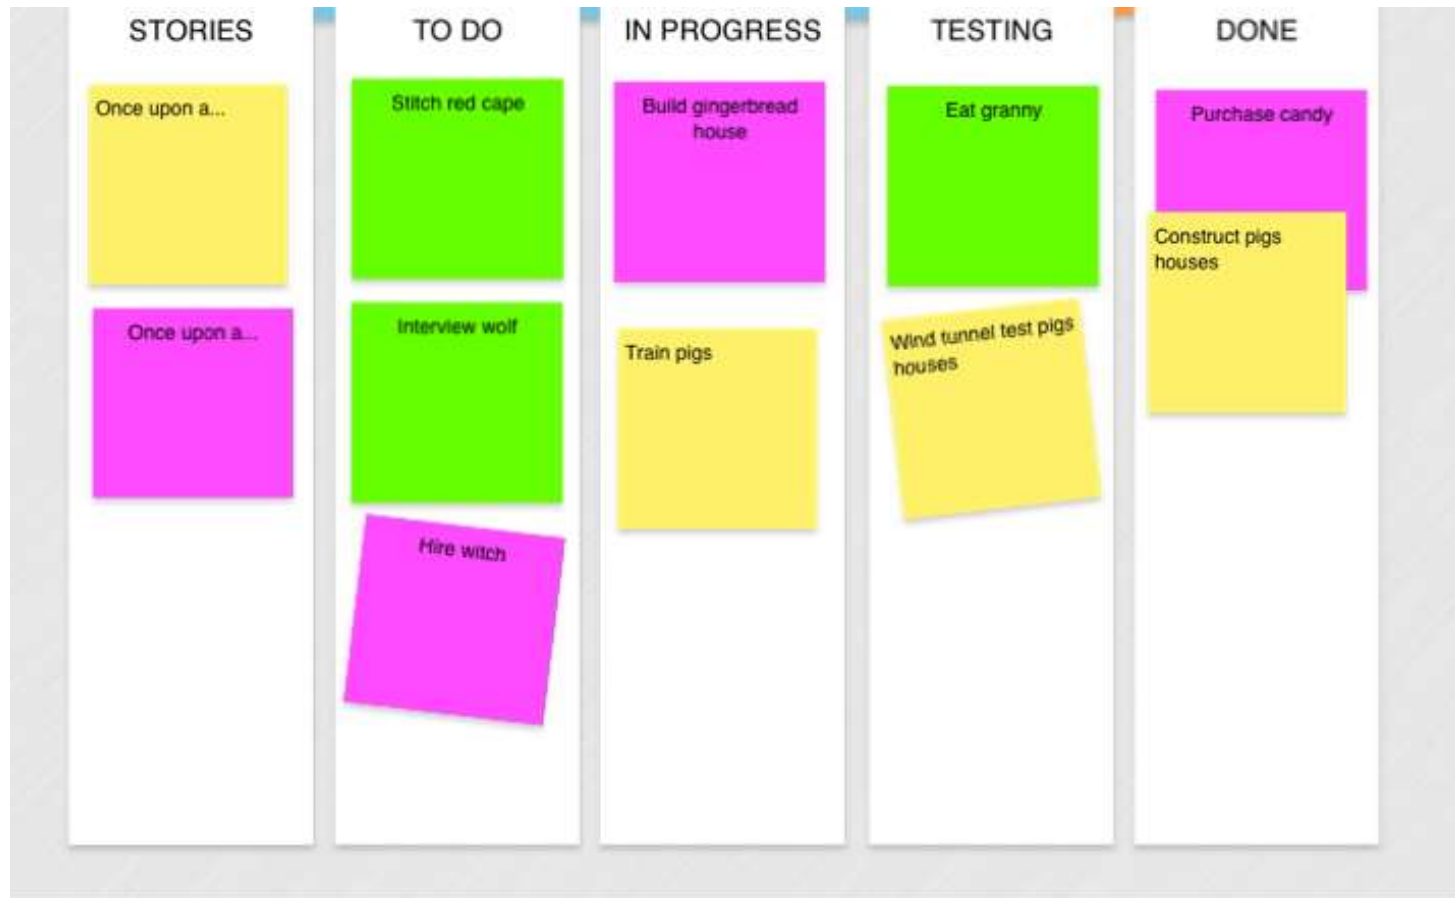 STORIES
Once upon a...
Once upon a...
TO DO
Stitch red cape
Interview wolf
Hire witch
IN PROGRESS
Build gingerbread
house
Train pigs
TESTING
Eat granny
Wind tunnel test pigs
houses
DONE
Purchase candy
Construct pigs
houses